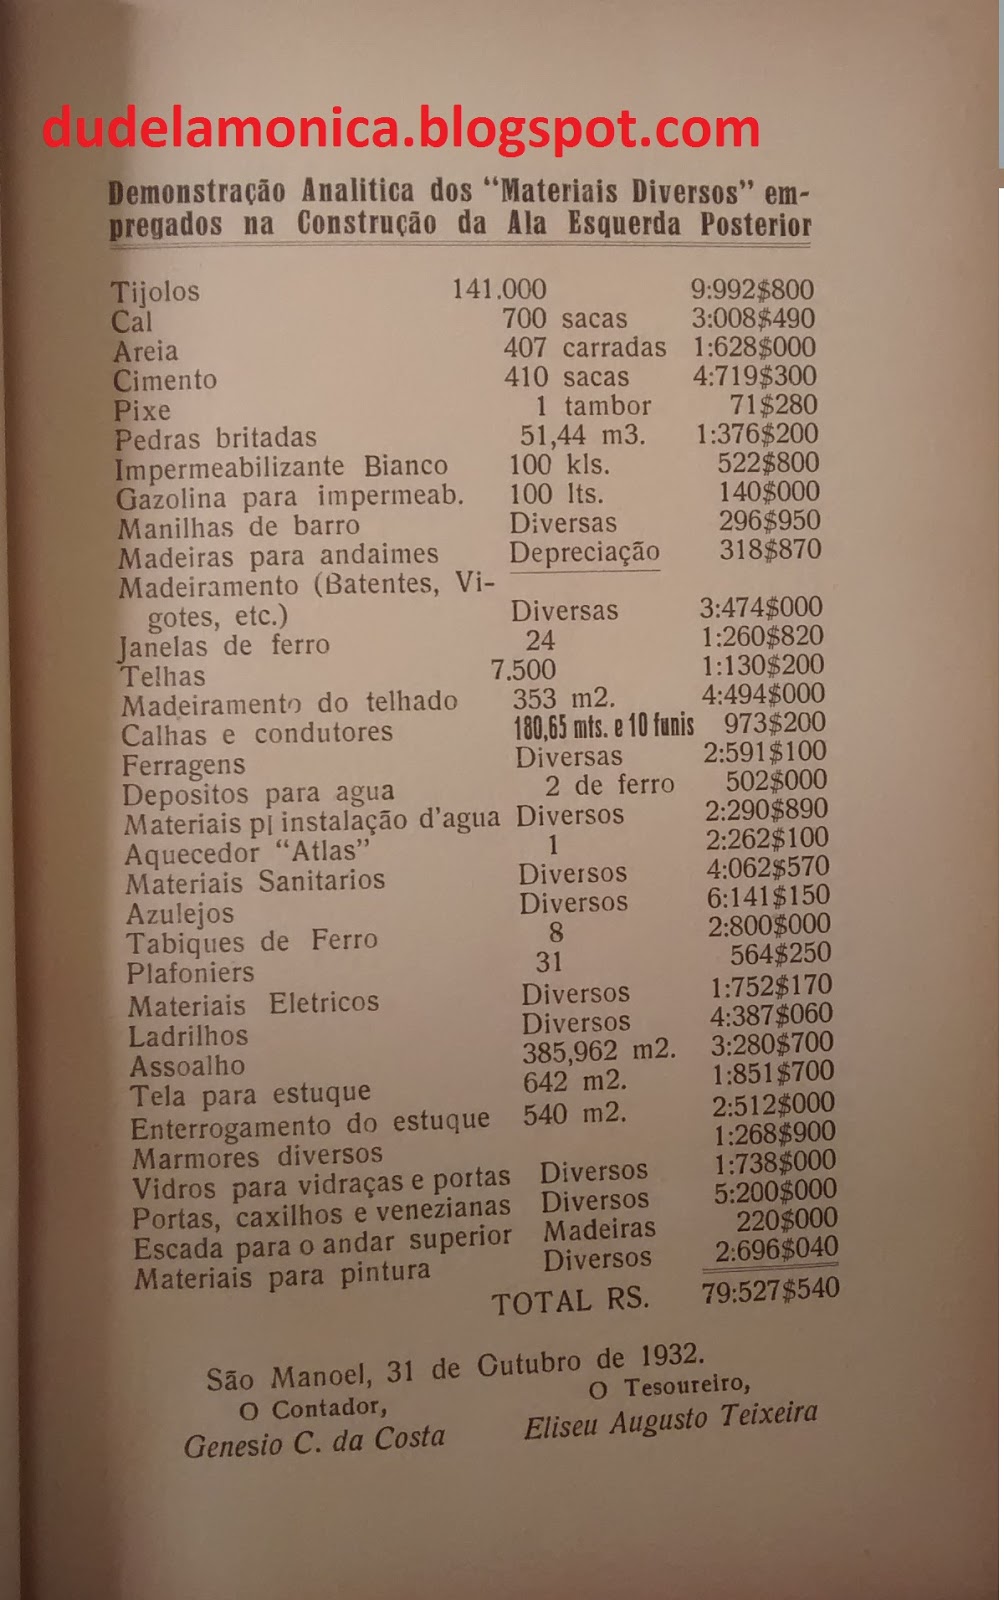 dudelamonica.blogspot.com
Demonstração Analitica dos “Materiais Diversos” em-
pregados na Construção da Ala Esquerda Posterior
Tijolos 141.000 9:992$800
Cal 700 sacas 3:008$490
Areia 407 carradas 1:628$000
Cimento 410 sacas 4:719$300
Pixe 1 tambor 71$280
Pedras britadas 51,44 m3. 1:376$200
Impermeabilizante Bianco 100 kls. 522$800
Gazolina para impermeab. 100 lts. 140$000
Manilhas de barro Diversas 296$950
Madeiras para andaimes Depreciação 318$870
Madeiramento (Batentes, Vi-
gotes, etc.) Diversas 3:474$000
Janelas de ferro 24 1:260$820
Telhas 7.500 1:130$200
Madeiramento do telhado 353 m2. 4:494$000
Calhas e condutores 180,65 mts. e 10 funis 973$200
Ferragens Diversas 2:591$100
Depositos para agua 2 de ferro 502$000
Materiais p| instalação d’agua Diversos 2:290$890
Aquecedor “Atlas” 1 2:262$100
Materiais Sanitarios Diversos 4:062$570
Azulejos Diversos 6:141$150
Tabiques de Ferro 8 2:800$000
Plafoniers 31 564$250
Materiais Eletricos Diversos 1:752$170
Ladrilhos Diversos 4:387$060
Assoalho 385,962 m2. 3:280$700
Tela para estuque 642 m2. 1:851$700
Enterrogamento do estuque 540 m2. 2:512$000
Marmores diversos 1:268$900
Vidros para vidraças e portas Diversos 1:738$000
Portas, caxilhos e venezianas Diversos 5:200$000
Escada para o andar superior Madeiras 220$000
Materiais para pintura Diversos 2:696$040
TOTAL RS. 79:527$540
São Manoel, 31 de Outubro de 1932.
O Contador, O Tesoureiro,
Genesio C. da Costa Eliseu Augusto Teixeira